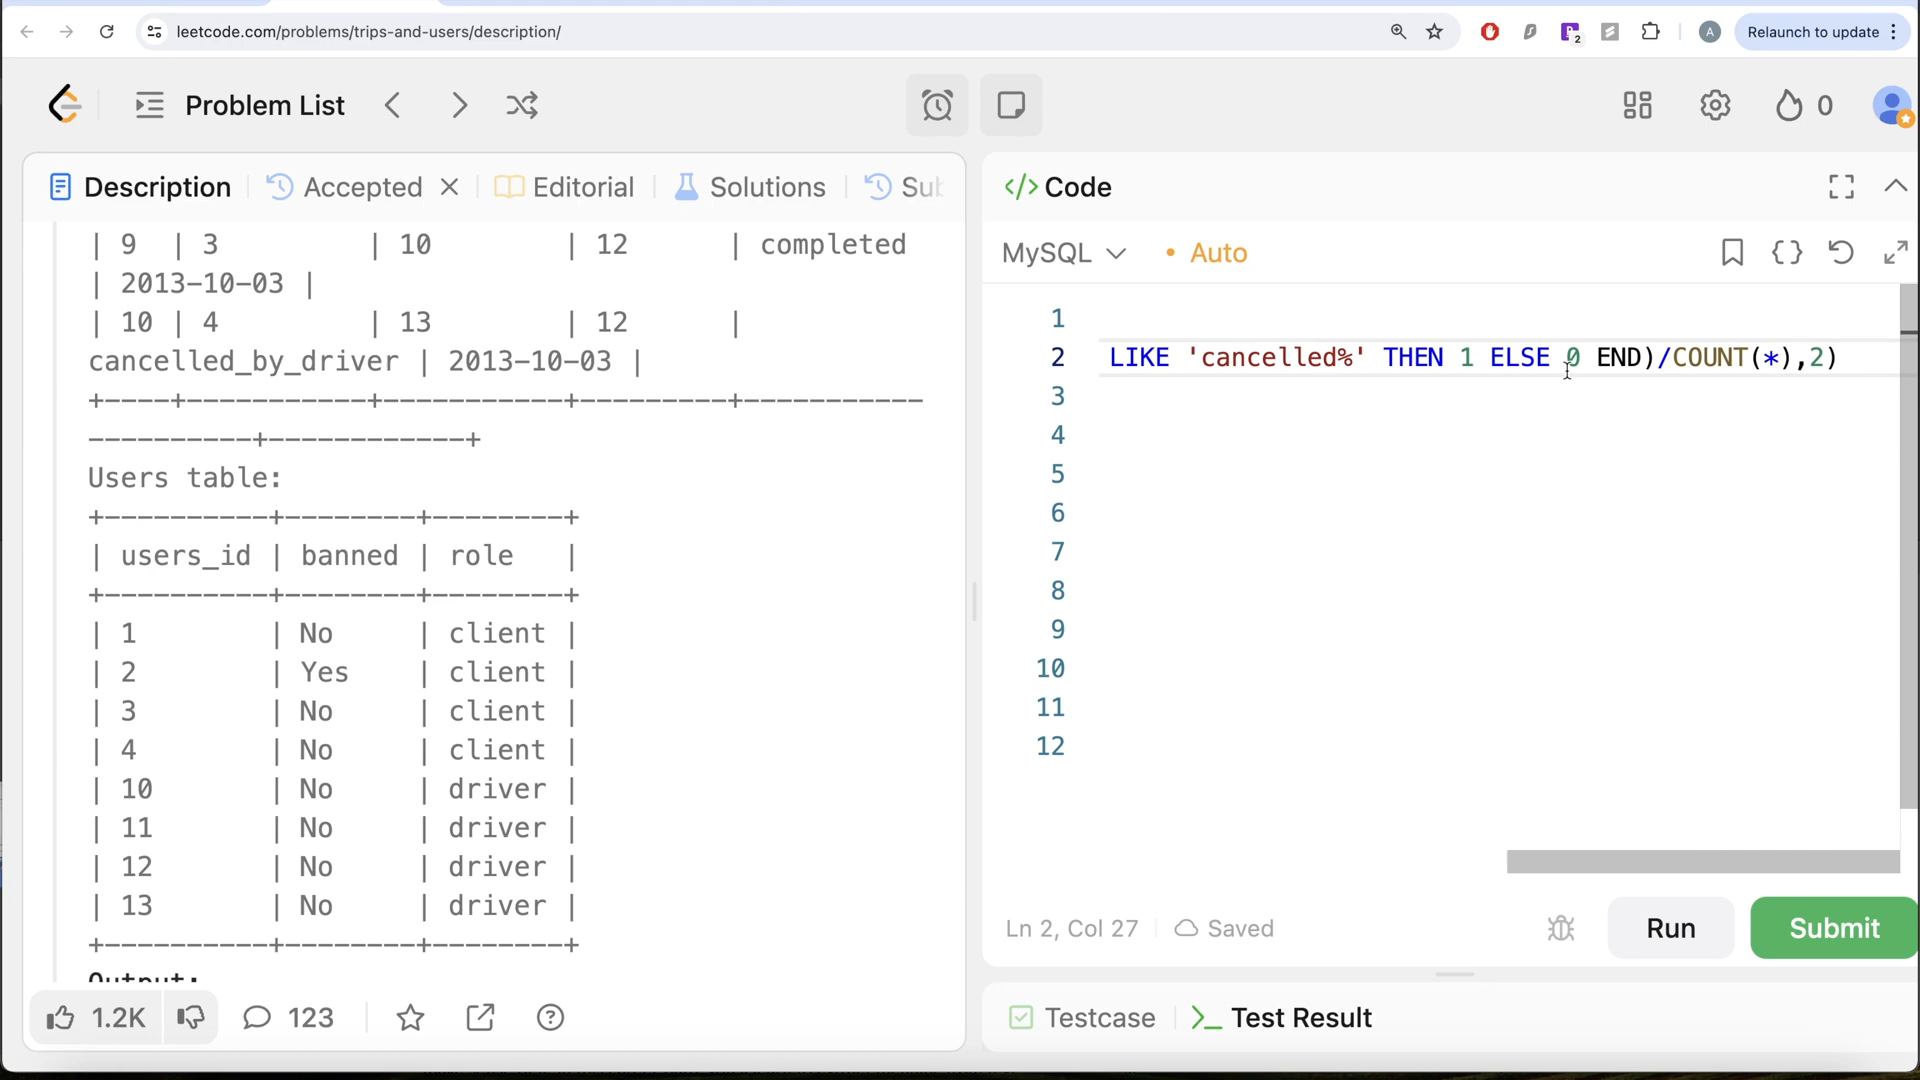 leetcode.com/problems/trips-and-users/description/
2
A
Relaunch to update
Problem List
0
Description
Accepted
Editorial
Solutions
Sub
| 9  | 3         | 10        | 12      | completed
| 2013-10-03 |
| 10 | 4         | 13        | 12      |
cancelled_by_driver | 2013-10-03 |
+----+-----------+-----------+---------+-----------
----------+------------+
Users table:
+----------+--------+--------+
| users_id | banned | role   |
+----------+--------+--------+
| 1        | No     | client |
| 2        | Yes    | client |
| 3        | No     | client |
| 4        | No     | client |
| 10       | No     | driver |
| 11       | No     | driver |
| 12       | No     | driver |
| 13       | No     | driver |
+----------+--------+--------+
Output:
1.2K
123
</> Code
MySQL
• Auto
1
2 LIKE 'cancelled%' THEN 1 ELSE 0 END)/COUNT(*),2)
3
4
5
6
7
8
9
10
11
12
Ln 2, Col 27
Saved
Run
Submit
Testcase
Test Result